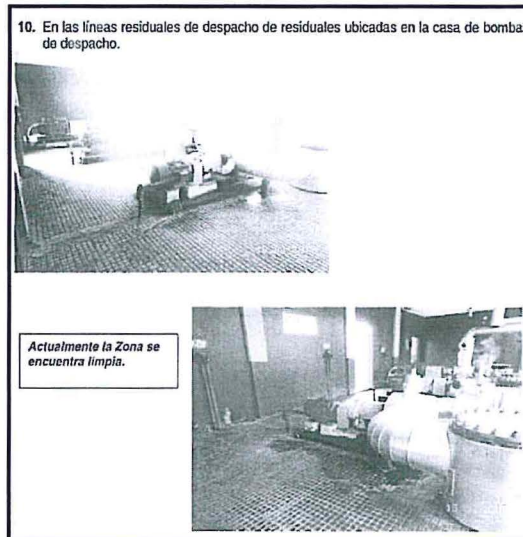 10. En las líneas residuales de despacho de residuales ubicadas en la casa de bomba
de despacho.
Actualmente la Zona se
encuentra limpia.